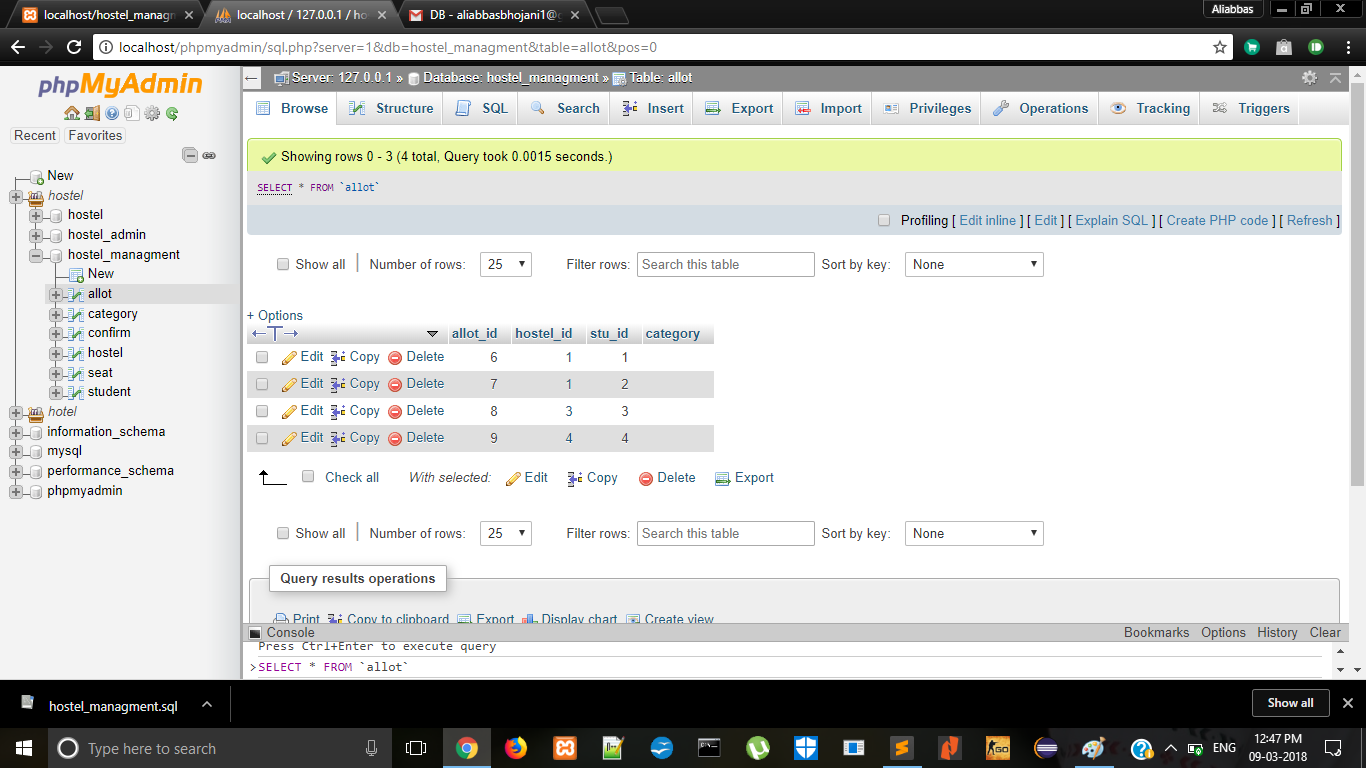 localhost/hostel_managm
localhost / 127.0.0.1 / ho
DB - aliabbasbhojani1@g
Aliabbas
localhost/phpmyadmin/sql.php?server=1&db=hostel_managment&table=allot&pos=0
phpMyAdmin
Recent Favorites
New
hostel
hostel
hostel_admin
hostel_managment
New
allot
category
confirm
hostel
seat
student
hotel
information_schema
mysql
performance_schema
phpmyadmin
Server: 127.0.0.1 » Database: hostel_managment » Table: allot
Browse Structure SQL Search Insert Export Import Privileges Operations Tracking Triggers
Showing rows 0 - 3 (4 total, Query took 0.0015 seconds.)
SELECT * FROM `allot`
Profiling [ Edit inline ] [ Edit ] [ Explain SQL ] [ Create PHP code ] [ Refresh ]
Show all Number of rows: 25 Filter rows: Search this table Sort by key: None
+ Options
allot_id hostel_id stu_id category
Edit Copy Delete 6 1 1
Edit Copy Delete 7 1 2
Edit Copy Delete 8 3 3
Edit Copy Delete 9 4 4
Check all With selected: Edit Copy Delete Export
Show all Number of rows: 25 Filter rows: Search this table Sort by key: None
Query results operations
Print Copy to clipboard Export Display chart Create view
Console Bookmarks Options History Clear
Press Ctrl+Enter to execute query
>SELECT * FROM `allot`
hostel_managment.sql
Show all
Type here to search
ENG
12:47 PM
09-03-2018